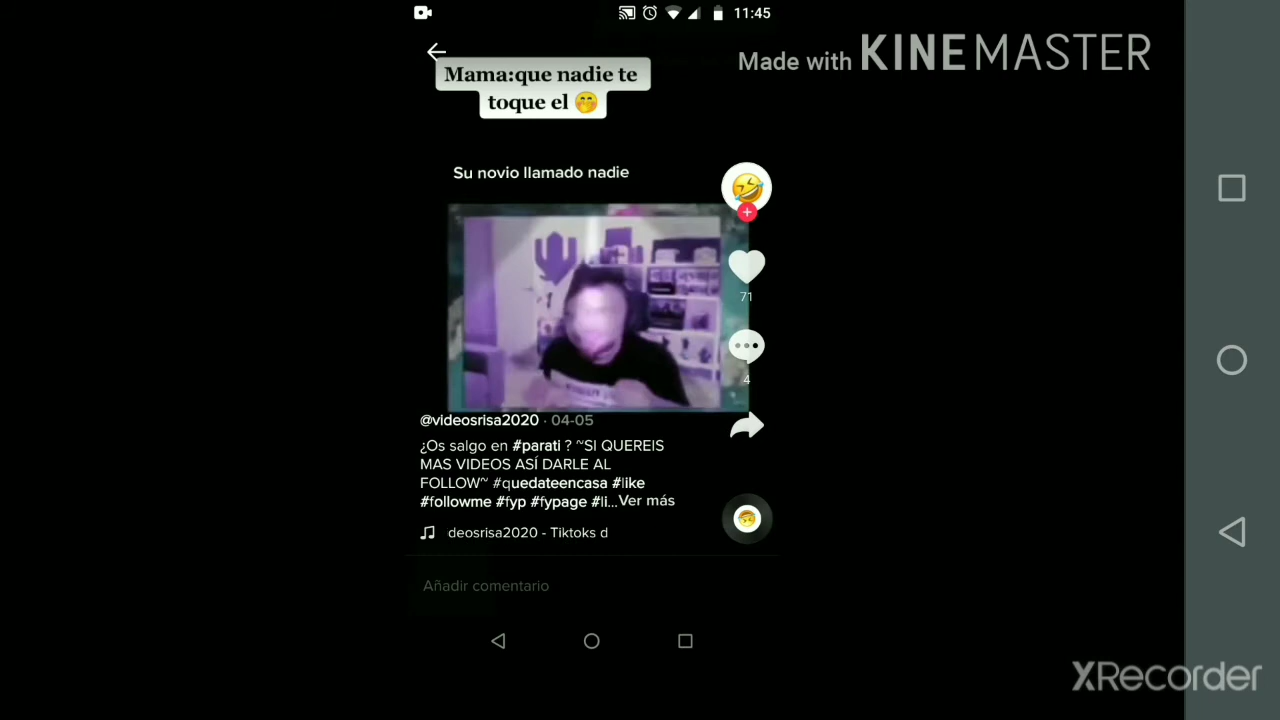 11:45
Made with KINEMASTER
Mama:que nadie te
toque el 🤭
Su novio llamado nadie
71
4
@videosrisa2020 · 04-05
¿Os salgo en #parati ? ~SI QUEREIS
MAS VIDEOS ASÍ DARLE AL
FOLLOW~ #quedateencasa #like
#followme #fyp #fypage #li...Ver más
deosrisa2020 - Tiktoks d
Añadir comentario
XRecorder